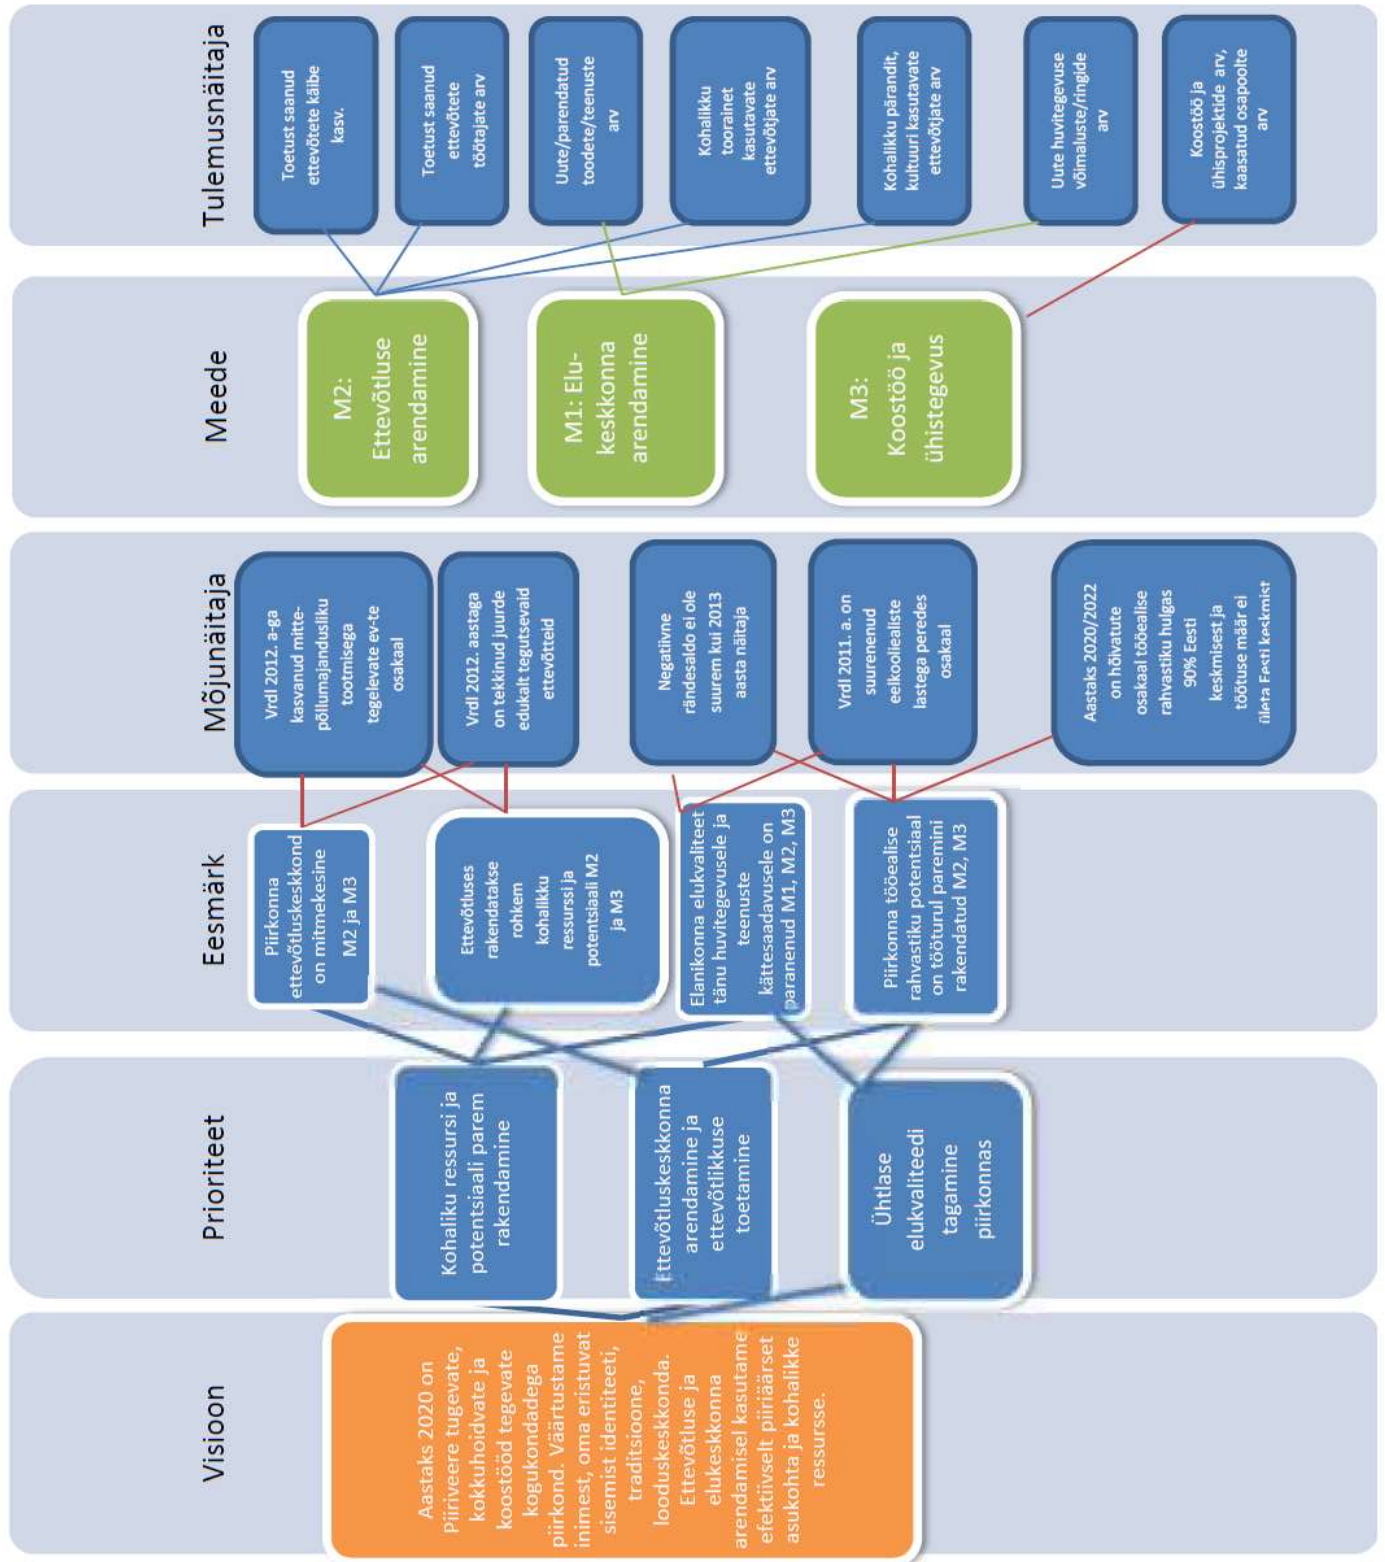 Visioon
Aastaks 2020 on
Piiriveere tugevate,
kokkuhoidvate ja
koostööd tegevate
kogukondadega
piirkond. Väärtustame
inimest, oma eristuvat
sisemist identiteeti,
traditsioone,
looduskeskkonda.
Ettevõtluse ja
elukeskkonna
arendamisel kasutame
efektiivselt piiriäärset
asukohta ja kohalikke
ressursse.
Prioriteet
Kohaliku ressursi ja
potentsiaali parem
rakendamine
Ettevõtluskeskkonna
arendamine ja
ettevõtlikkuse
toetamine
Ühtlase
elukvaliteedi
tagamine
piirkonnas
Eesmärk
Piirkonna
ettevõtluskeskkond
on mitmekesine
M2 ja M3
Ettevõtluses
rakendatakse
rohkem
kohalikku
ressurssi ja
potentsiaali M2
ja M3
Elanikonna elukvaliteet
tänu huvitegevusele ja
teenuste
kättesaadavusele on
paranenud M1, M2, M3
Piirkonna tööealise
rahvastiku potentsiaal
on tööturul paremini
rakendatud M2, M3
Mõjunäitaja
Vrdl 2012. a-ga
kasvanud mitte-
põllumajandusliku
tootmisega
tegelevate ev-te
osakaal
Vrdl 2012. aastaga
on tekkinud juurde
edukalt tegutsevaid
ettevõtteid
Negatiivne
rändesaldo ei ole
suurem kui 2013
aasta näitaja
Vrdl 2011. a. on
suurenenud
eelkooliealiste
lastega peredes
osakaal
Aastaks 2020/2022
on hõivatute
osakaal tööealise
rahvastiku hulgas
90% Eesti
keskmisest ja
töötuse määr ei
ületa Eesti keskmist
Meede
M2:
Ettevõtluse
arendamine
M1: Elu-
keskkonna
arendamine
M3:
Koostöö ja
ühistegevus
Tulemusnäitaja
Toetust saanud
ettevõtete käibe
kasv.
Toetust saanud
ettevõtete
töötajate arv
Uute/parendatud
toodete/teenuste
arv
Kohalikku
toorainet
kasutavate
ettevõtjate arv
Kohalikku pärandit,
kultuuri kasutavate
ettevõtjate arv
Uute huvitegevuse
võimaluste/ringide
arv
Koostöö ja
ühisprojektide arv,
kaasatud osapoolte
arv